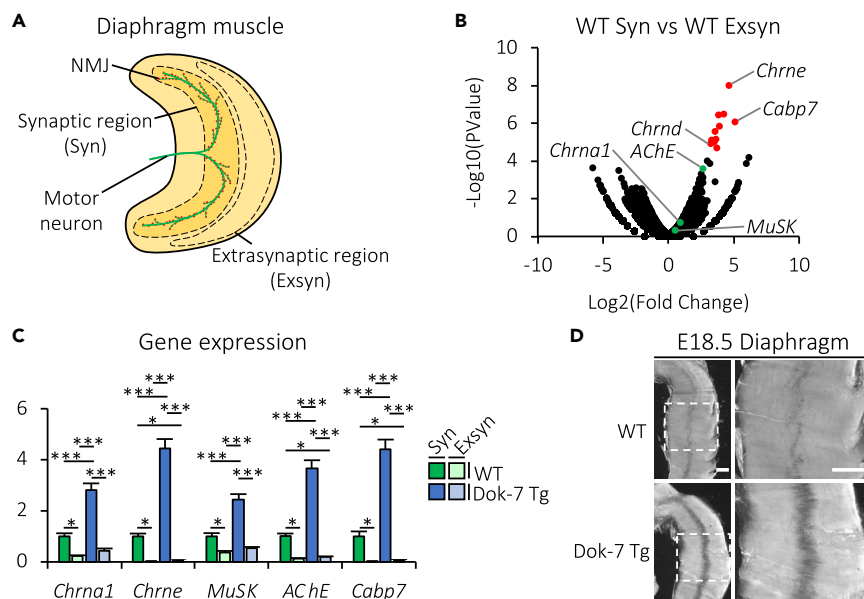 A
Diaphragm muscle
NMJ
Synaptic region
(Syn)
Motor
neuron
Extrasynaptic region
(Exsyn)
B
WT Syn vs WT Exsyn
-Log10(PValue)
10
8
6
4
2
0
-10
-5
0
5
10
Log2(Fold Change)
Chrne
Cabp7
Chrnd
AChE
Chrna1
MuSK
C
Gene expression
6
4
2
0
***
***
***
*
***
***
***
*
*
***
***
***
*
***
***
***
*
*
***
***
***
*
*
Syn
Exsyn
WT
Dok-7 Tg
Chrna1
Chrne
MuSK
AChE
Cabp7
D
E18.5 Diaphragm
WT
Dok-7 Tg